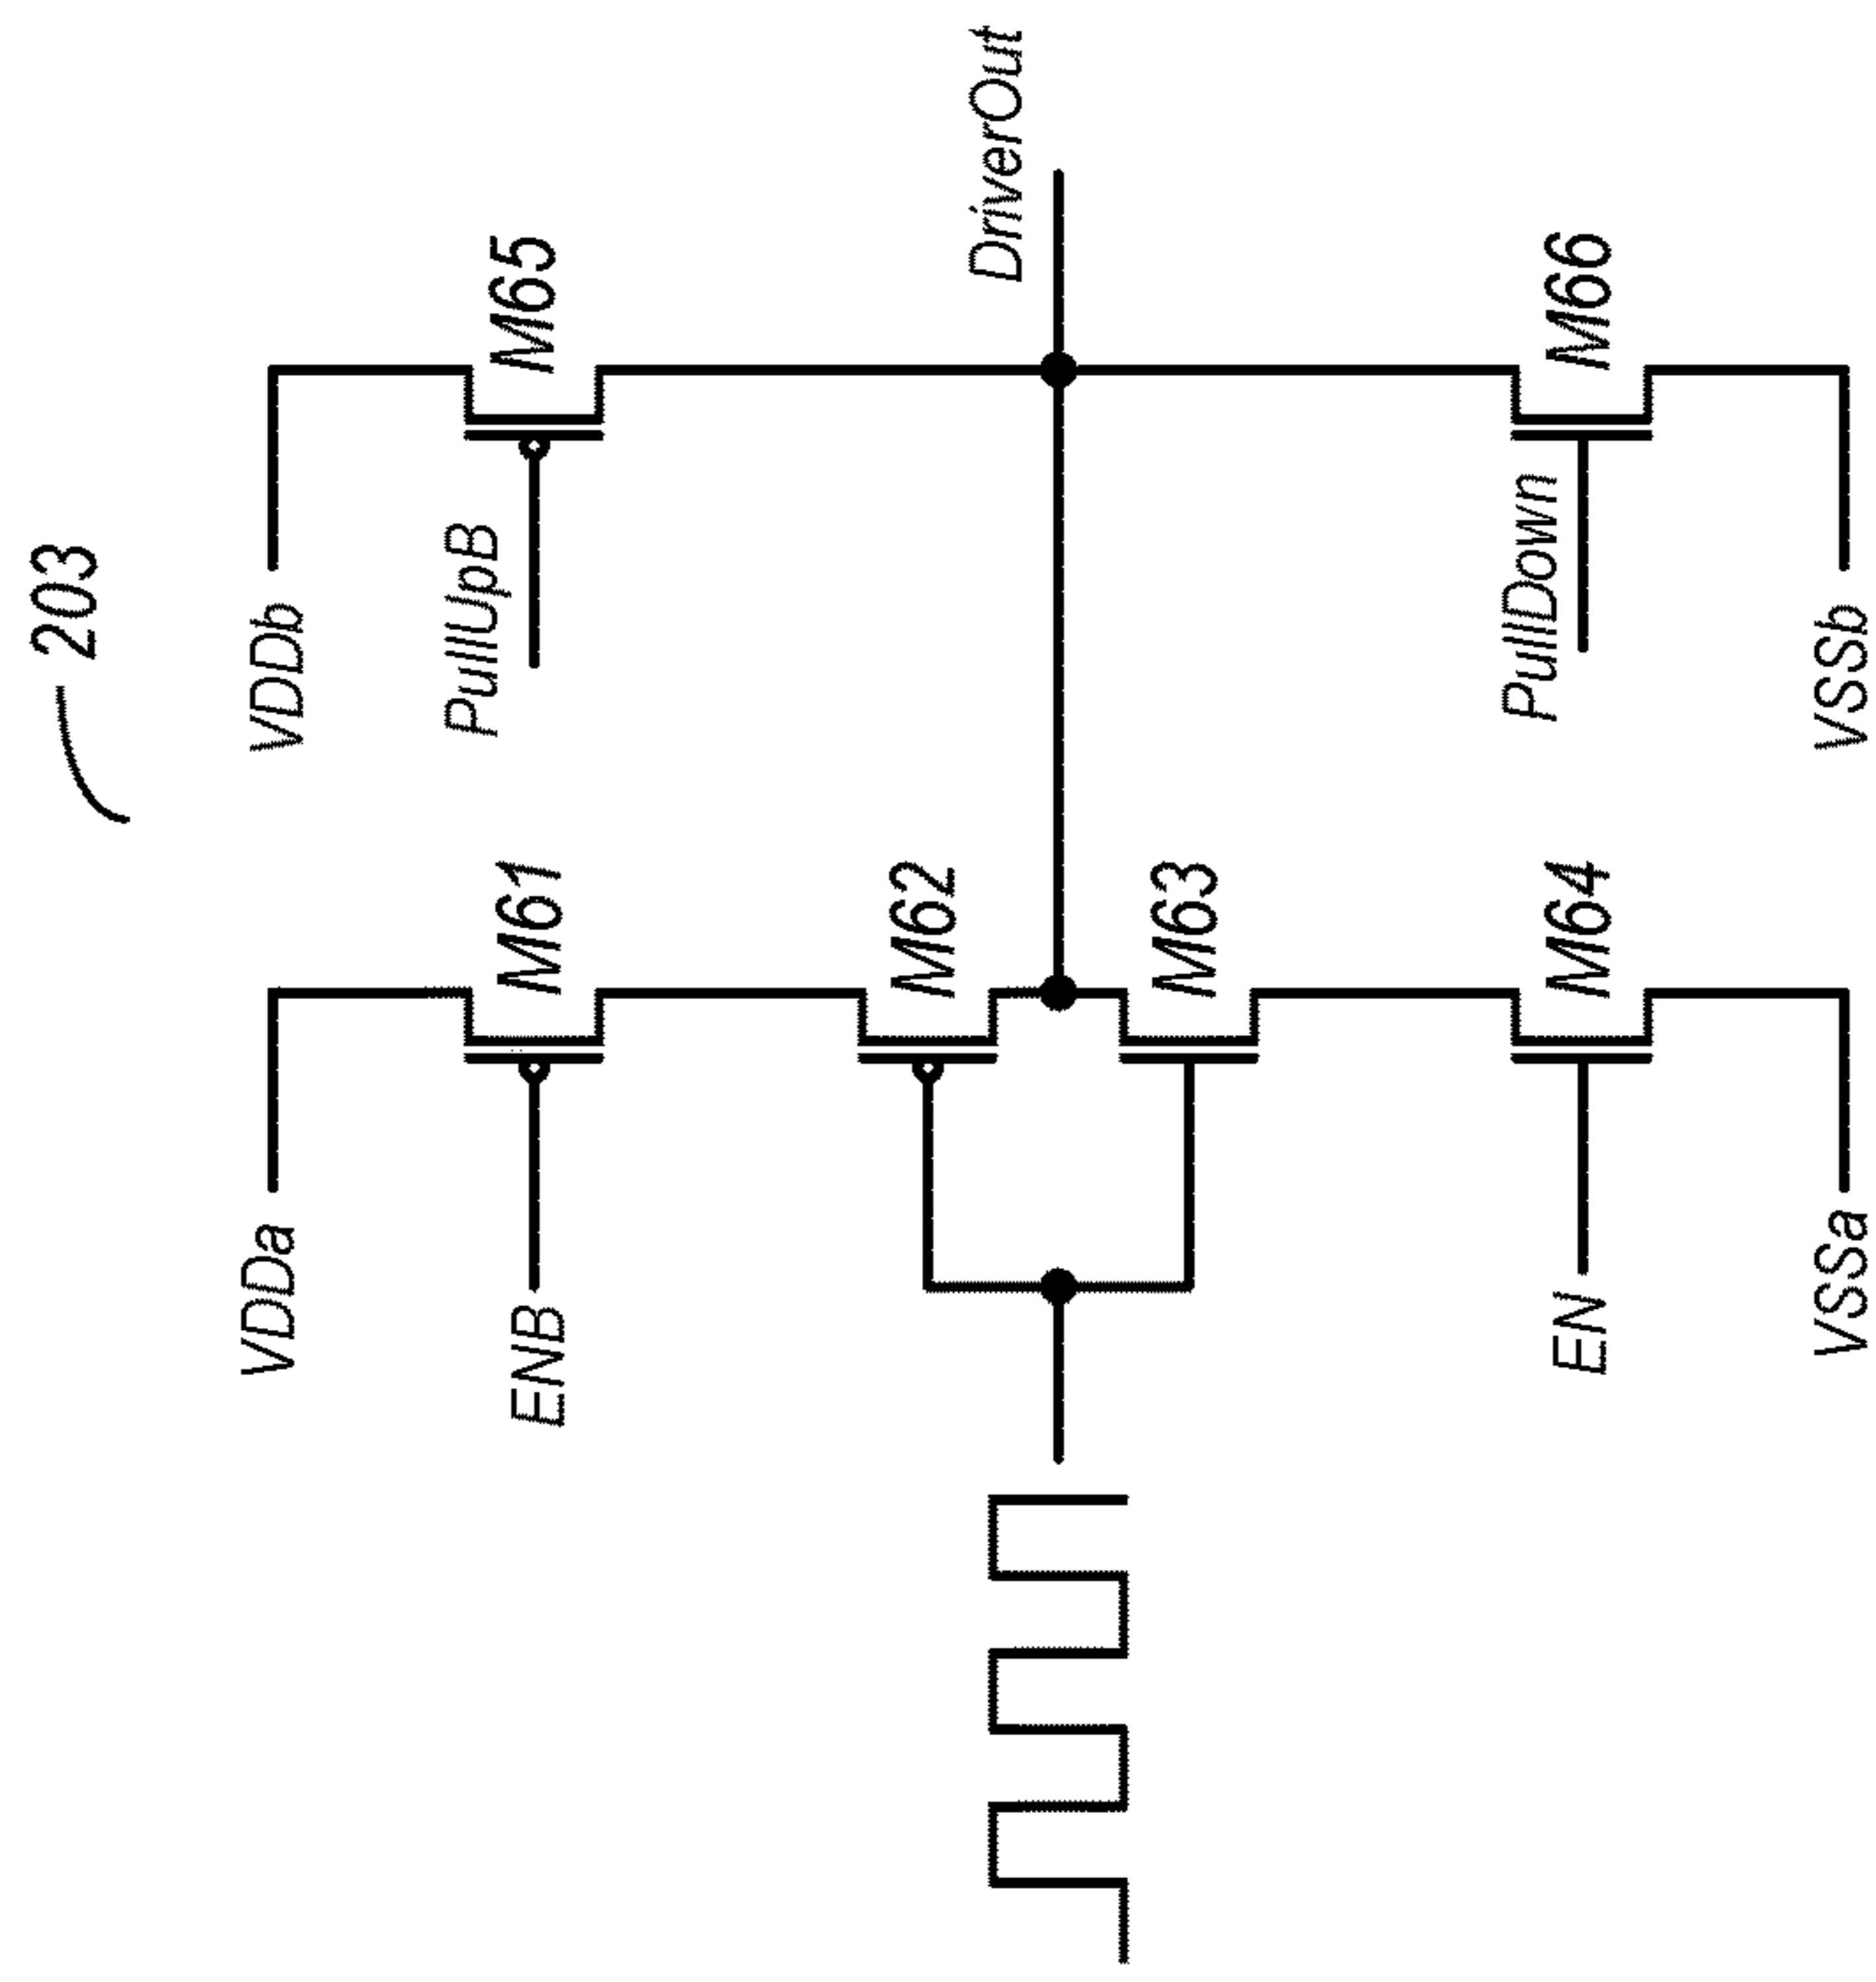 203
VDDa
VDDb
ENB
M61
PullUpB
M65
M62
DriverOut
M63
EN
M64
PullDown
M66
VSSa
VSSb